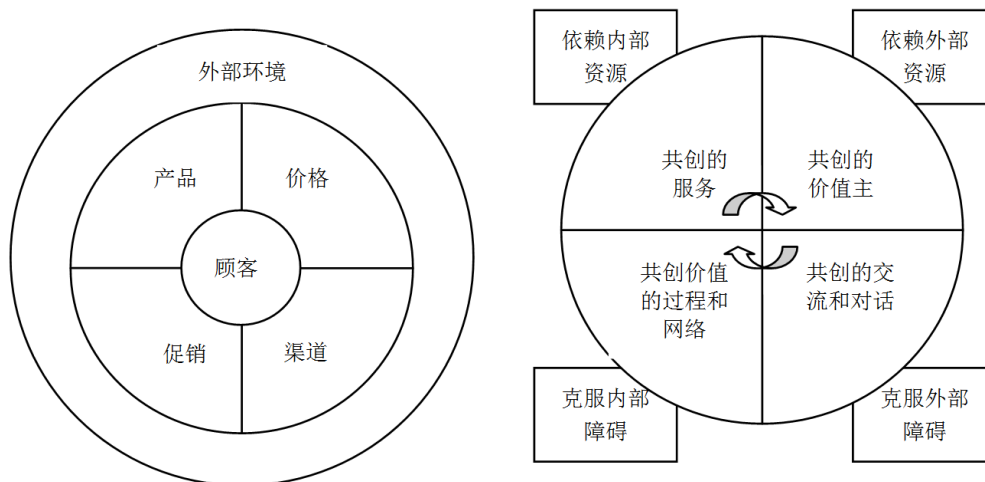 外部环境
产品
价格
顾客
促销
渠道
依赖内部
资源
依赖外部
资源
共创的
服务
共创的
价值主
共创价值
的过程和
网络
共创的交
流和对话
克服内部
障碍
克服外部
障碍